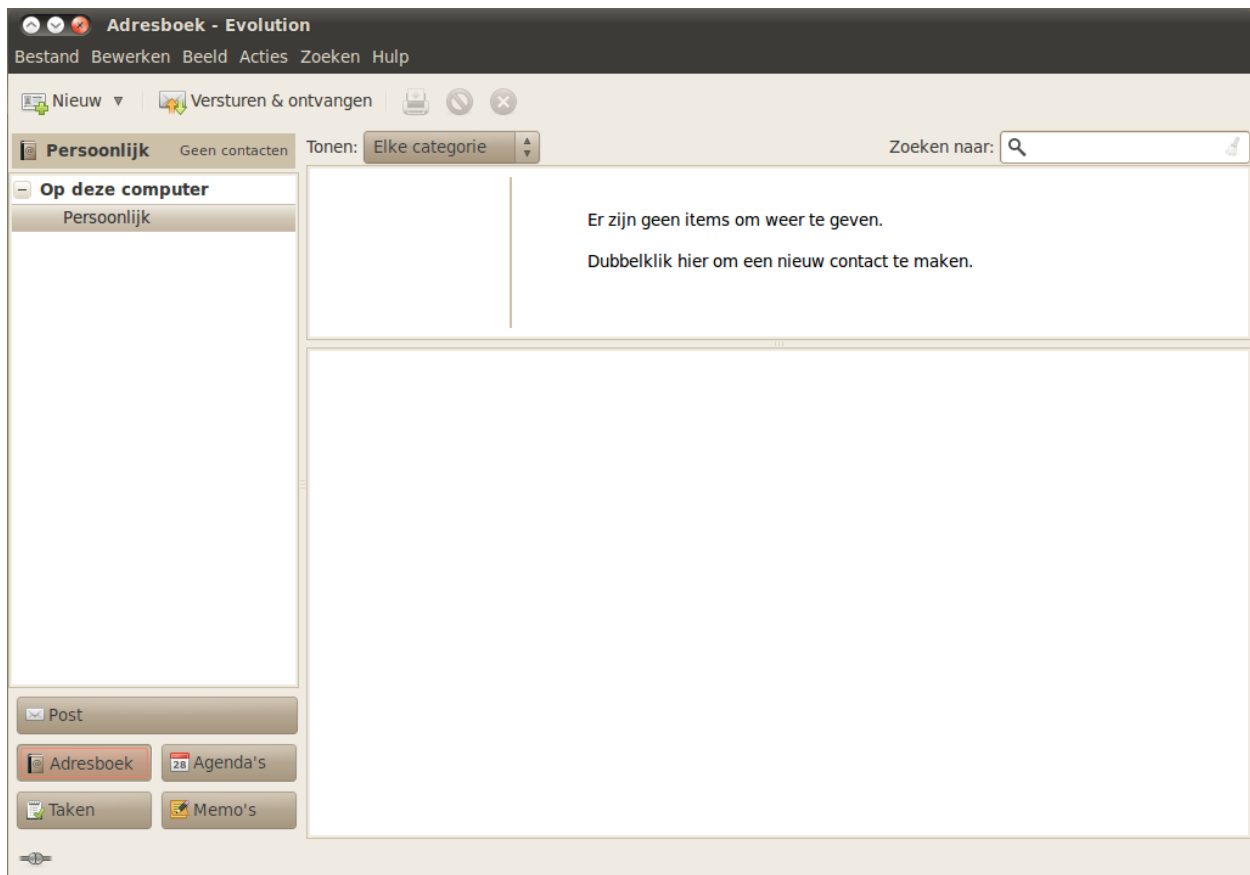 Adresboek - Evolution
Bestand Bewerken Beeld Acties Zoeken Hulp
Nieuw Versturen & ontvangen
Persoonlijk Geen contacten Tonen: Elke categorie Zoeken naar:
Op deze computer
Persoonlijk
Er zijn geen items om weer te geven.
Dubbelklik hier om een nieuw contact te maken.
Post
Adresboek 28 Agenda's
Taken Memo's